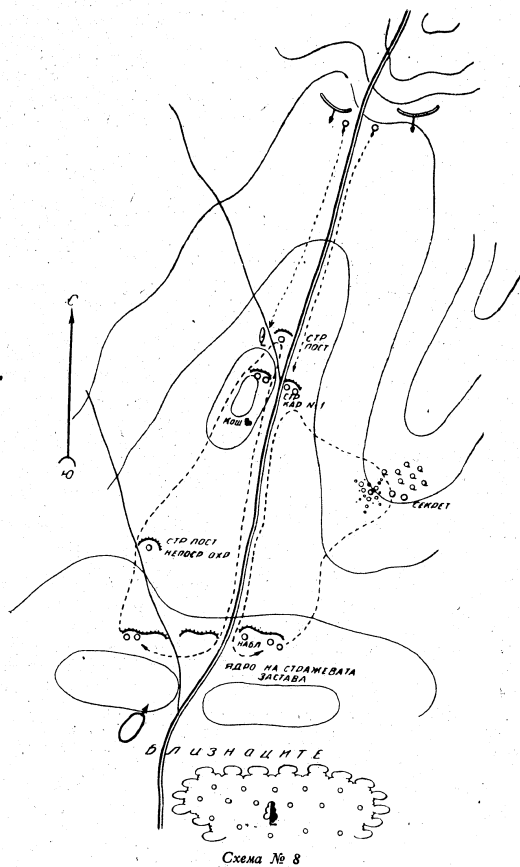 С
СТР
ПОСТ
СТР
КАР №1
КОШ
Ю
СЕКРЕТ
СТР ПОСТ
НЕПОСР ОХР
НАБЛ
ЯДРО НА СТРАЖЕВАТА
ЗАСТАВА
БЛИЗНАЦИТЕ
Схема № 8